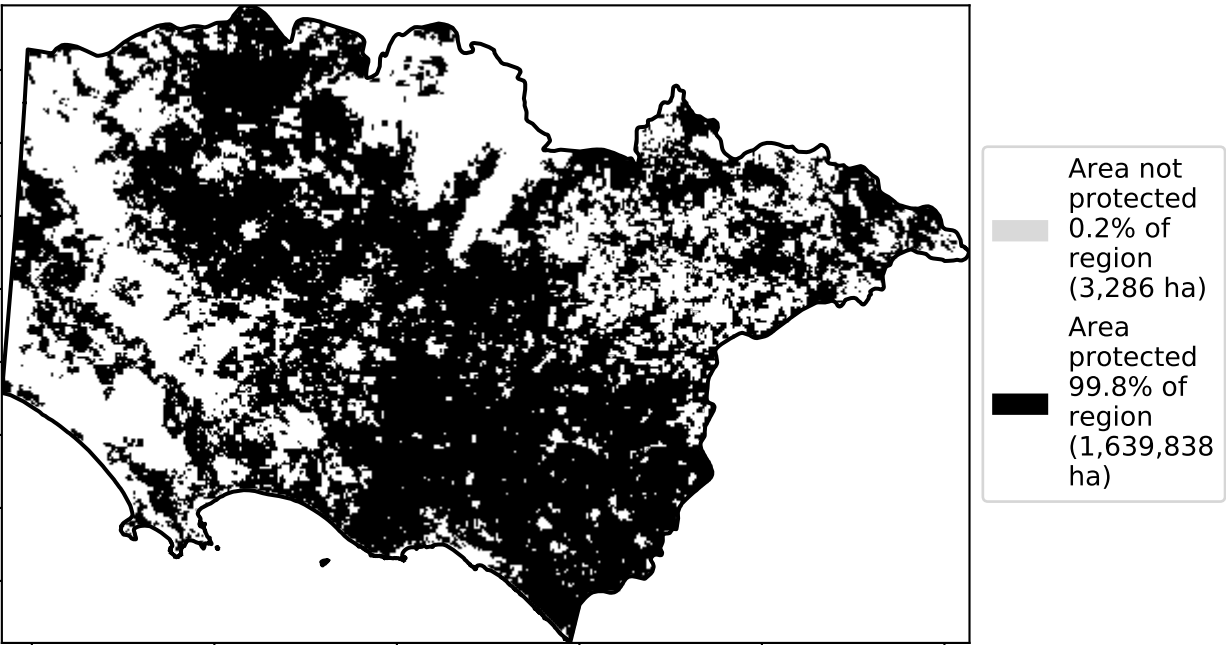 Area not
protected
0.2% of
region
(3,286 ha)
Area
protected
99.8% of
region
(1,639,838
ha)